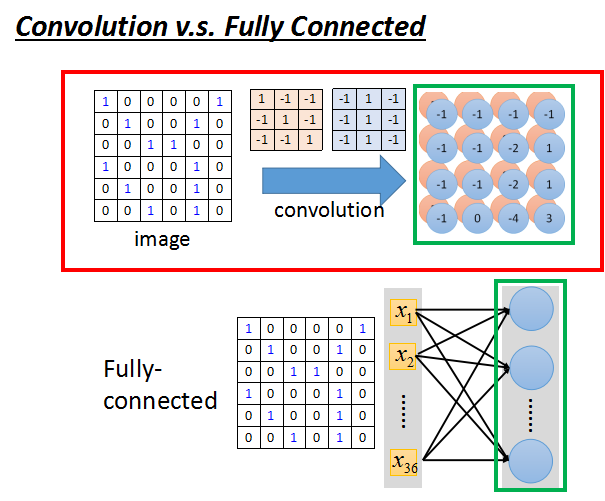 Convolution v.s. Fully Connected
1 0 0 0 0 1
0 1 0 0 1 0
0 0 1 1 0 0
1 0 0 0 1 0
0 1 0 0 1 0
0 0 1 0 1 0
image
1 -1 -1
-1 1 -1
-1 -1 1
-1 1 -1
-1 1 -1
-1 1 -1
convolution
-1 -1 -1 -1
-1 -1 -2 1
-1 -1 -2 1
-1 0 -4 3
Fully-
connected
1 0 0 0 0 1
0 1 0 0 1 0
0 0 1 1 0 0
1 0 0 0 1 0
0 1 0 0 1 0
0 0 1 0 1 0
x1
x2
……
x36
……